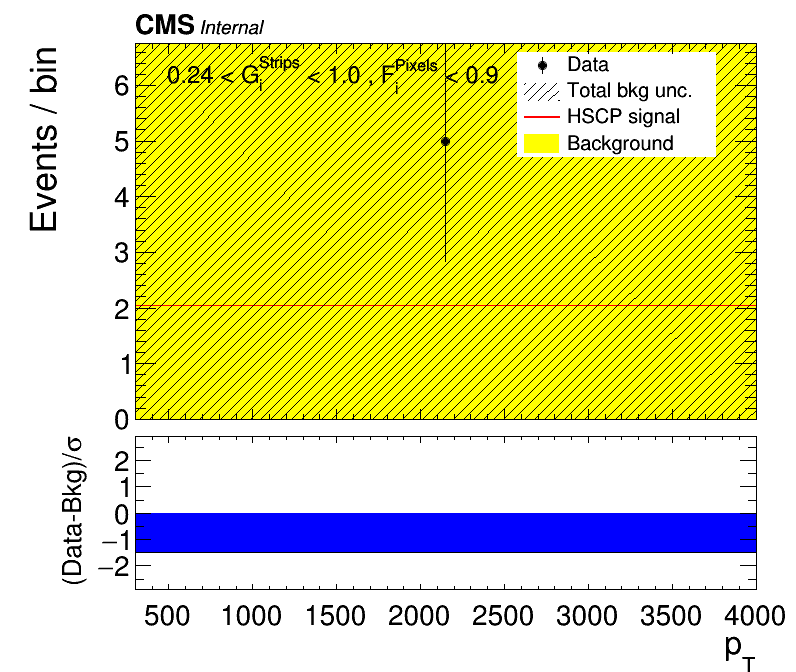 CMS Internal
Events / bin
0.24 < G_i^Strips < 1.0 , F_i^Pixels < 0.9
Data
Total bkg unc.
HSCP signal
Background
6
5
4
3
2
1
0
(Data-Bkg)/σ
2
1
0
−1
−2
500 1000 1500 2000 2500 3000 3500 4000
p_T